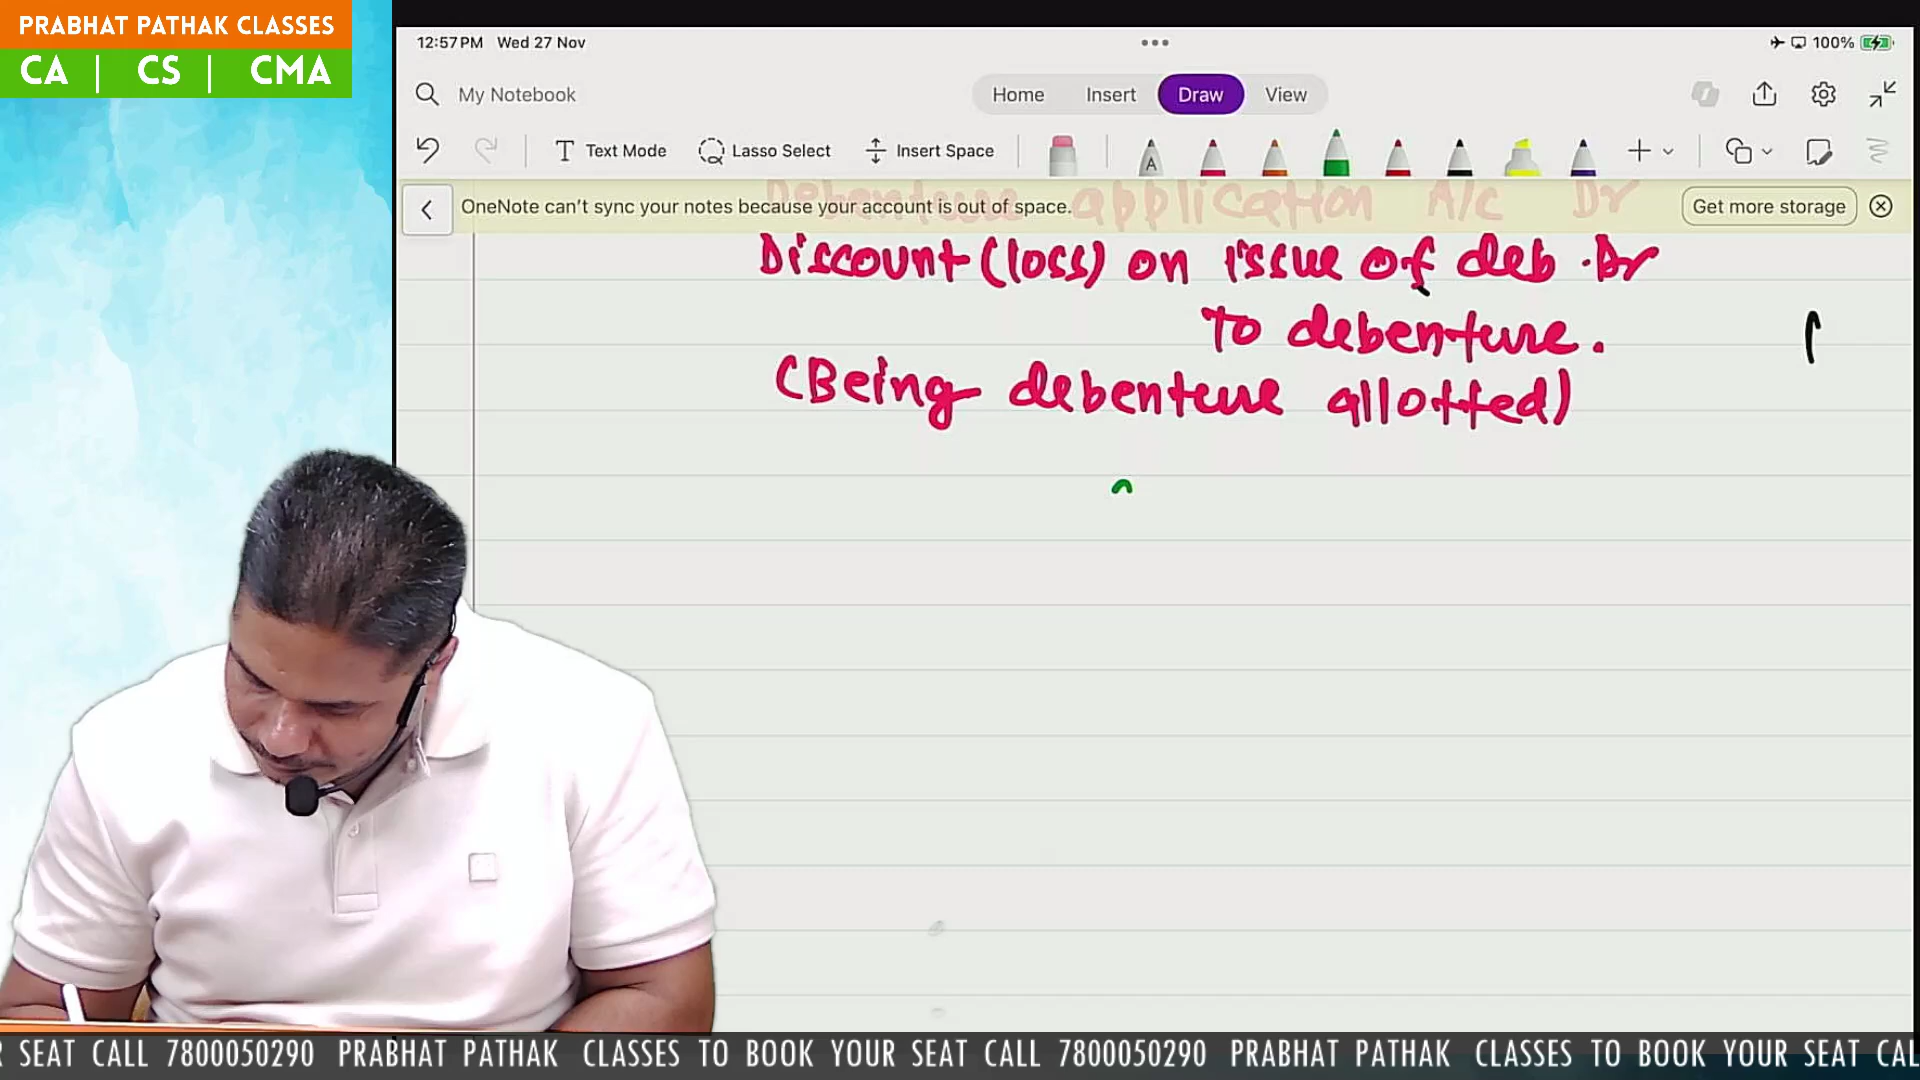 PRABHAT PATHAK CLASSES
CA | CS | CMA
12:57 PM Wed 27 Nov
100%
My Notebook
Home Insert Draw View
Text Mode Lasso Select Insert Space
A
Debenture application A/c Dr
OneNote can't sync your notes because your account is out of space.
Get more storage
Discount (loss) on issue of deb. Dr
To debenture.
(Being debenture allotted)
R SEAT CALL 7800050290 PRABHAT PATHAK CLASSES TO BOOK YOUR SEAT CALL 7800050290 PRABHAT PATHAK CLASSES TO BOOK YOUR SEAT CAL